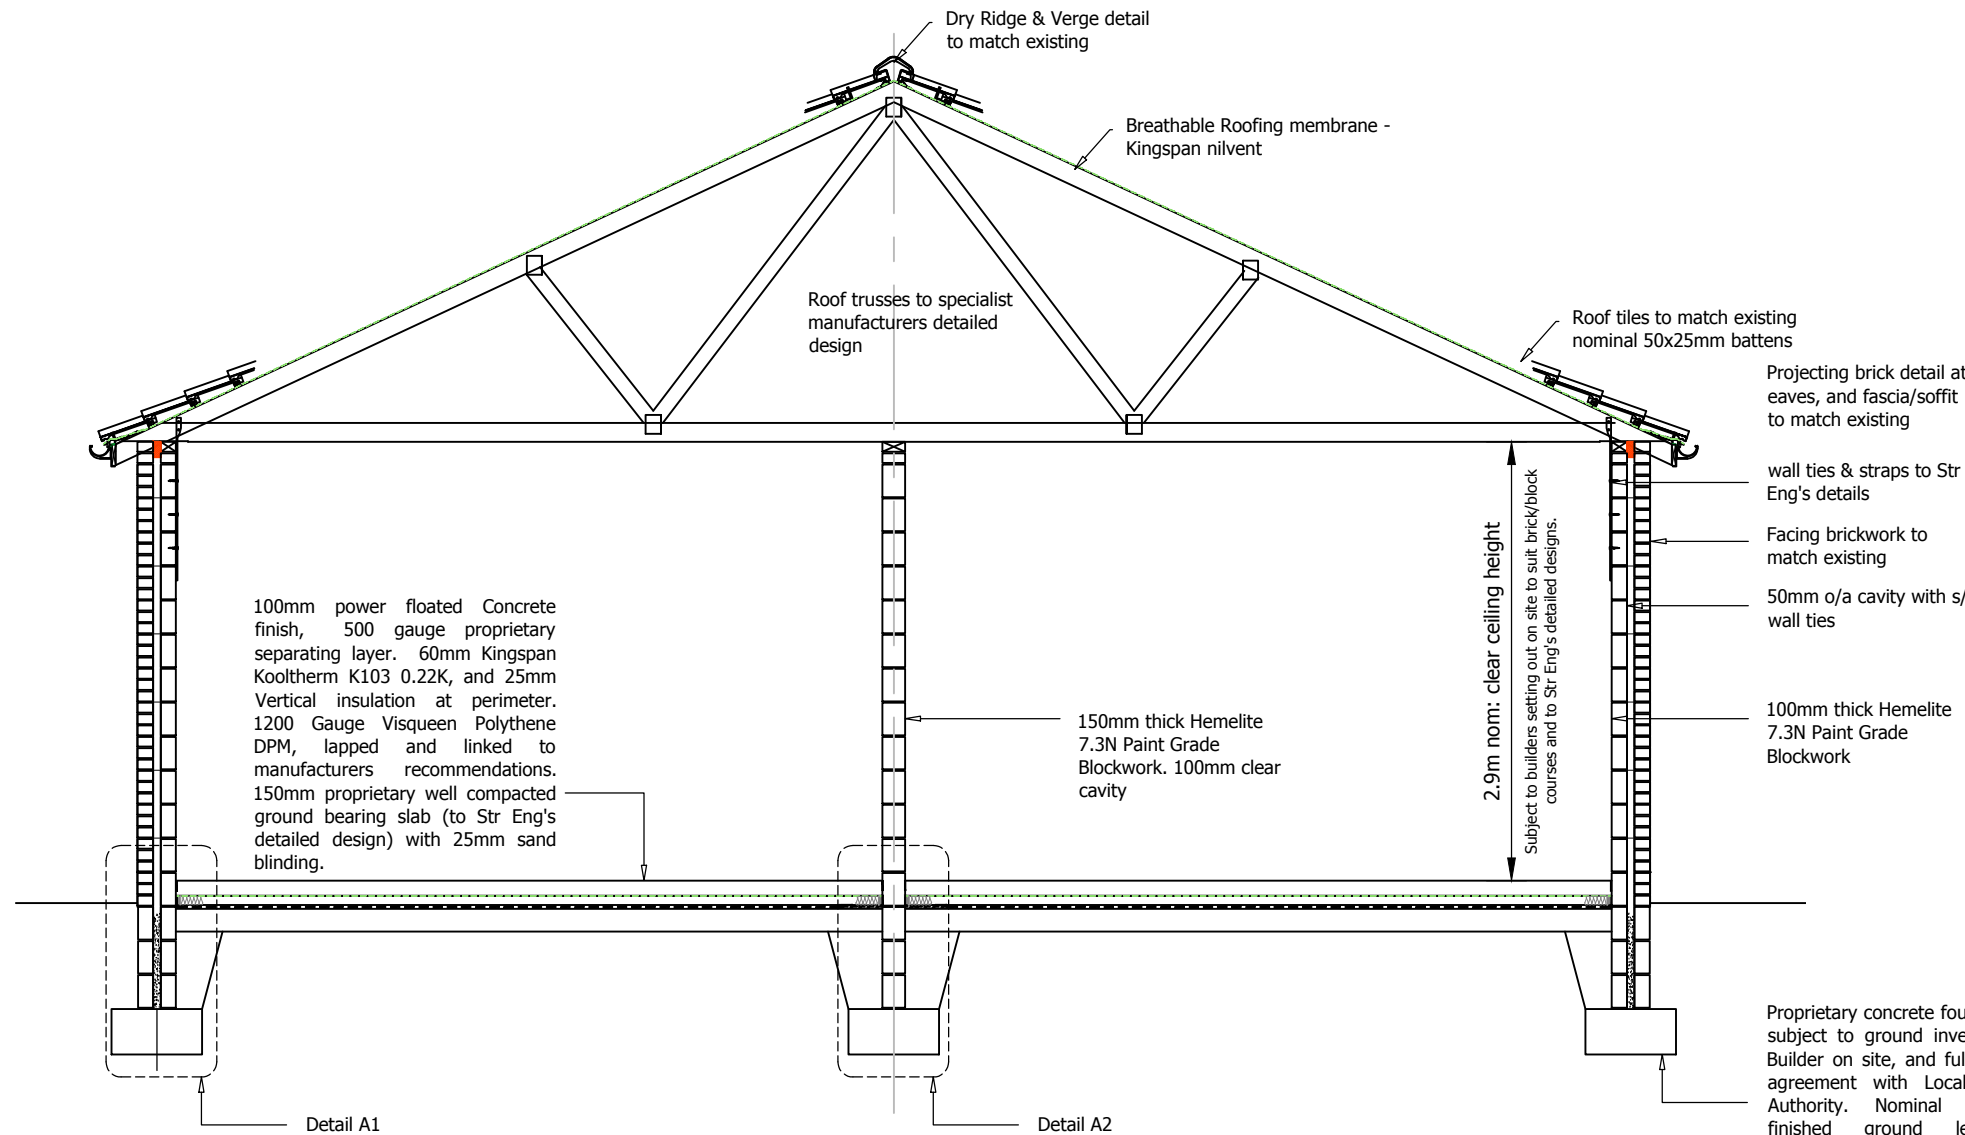 Dry Ridge & Verge detail
to match existing
Breathable Roofing membrane -
Kingspan nilvent
Roof trusses to specialist
manufacturers detailed
design
Roof tiles to match existing
nominal 50x25mm battens
Projecting brick detail at
eaves, and fascia/soffit
to match existing
wall ties & straps to Str
Eng's details
Facing brickwork to
match existing
50mm o/a cavity with s/
wall ties
100mm thick Hemelite
7.3N Paint Grade
Blockwork
2.9m nom: clear ceiling height
Subject to builders setting out on site to suit brick/block
courses and to Str Eng's detailed designs.
100mm power floated Concrete
finish, 500 gauge proprietary
separating layer. 60mm Kingspan
Kooltherm K103 0.22K, and 25mm
Vertical insulation at perimeter.
1200 Gauge Visqueen Polythene
DPM, lapped and linked to
manufacturers recommendations.
150mm proprietary well compacted
ground bearing slab (to Str Eng's
detailed design) with 25mm sand
blinding.
150mm thick Hemelite
7.3N Paint Grade
Blockwork. 100mm clear
cavity
Proprietary concrete fou
subject to ground inve
Builder on site, and ful
agreement with Local
Authority. Nominal
finished ground le
Detail A1
Detail A2